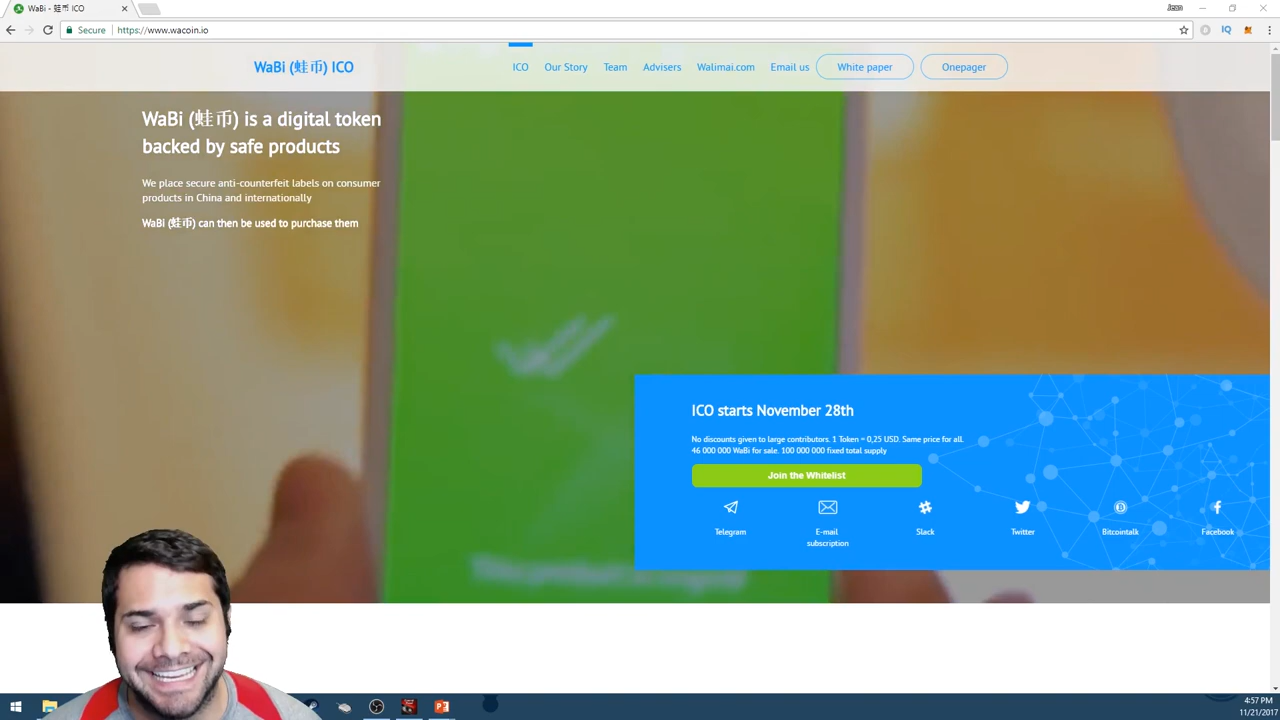 WaBi - 蛙币 ICO
Jean
Secure
https://www.wacoin.io
WaBi (蛙币) ICO
ICO
Our Story
Team
Advisers
Walimai.com
Email us
White paper
Onepager
WaBi (蛙币) is a digital token
backed by safe products
We place secure anti-counterfeit labels on consumer
products in China and internationally
WaBi (蛙币) can then be used to purchase them
ICO starts November 28th
No discounts given to large contributors. 1 Token = 0,25 USD. Same price for all.
46 000 000 WaBi for sale. 100 000 000 fixed total supply
Join the Whitelist
Telegram
E-mail
subscription
Slack
Twitter
Bitcointalk
Facebook
4:57 PM
11/21/2017